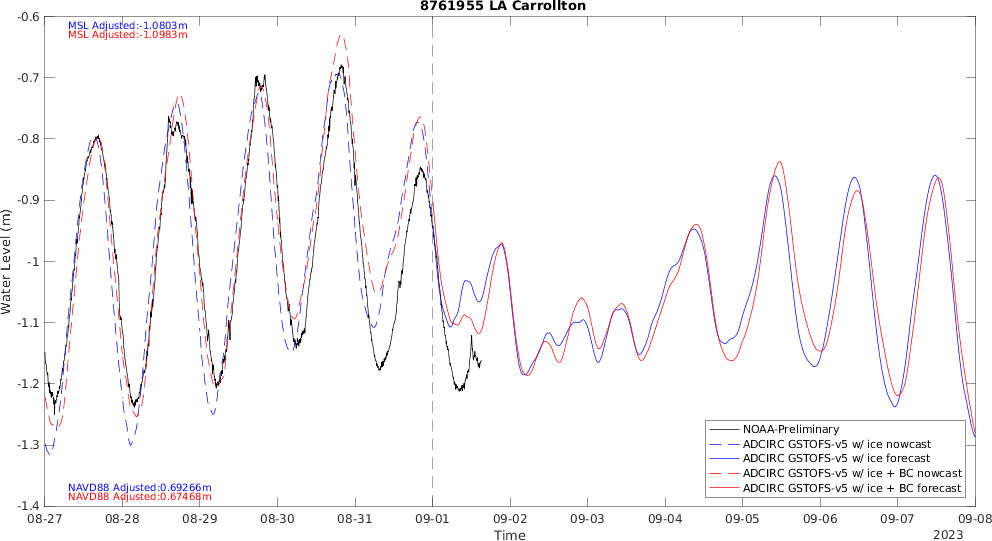 8761955 LA Carrollton
MSL Adjusted:-1.0803m
MSL Adjusted:-1.0983m
-0.6
-0.7
-0.8
-0.9
-1
-1.1
-1.2
-1.3
-1.4
Water Level (m)
NAVD88 Adjusted:0.69266m
NAVD88 Adjusted:0.67468m
NOAA-Preliminary
ADCIRC GSTOFS-v5 w/ ice nowcast
ADCIRC GSTOFS-v5 w/ ice forecast
ADCIRC GSTOFS-v5 w/ ice + BC nowcast
ADCIRC GSTOFS-v5 w/ ice + BC forecast
08-27 08-28 08-29 08-30 08-31 09-01 09-02 09-03 09-04 09-05 09-06 09-07 09-08
Time
2023